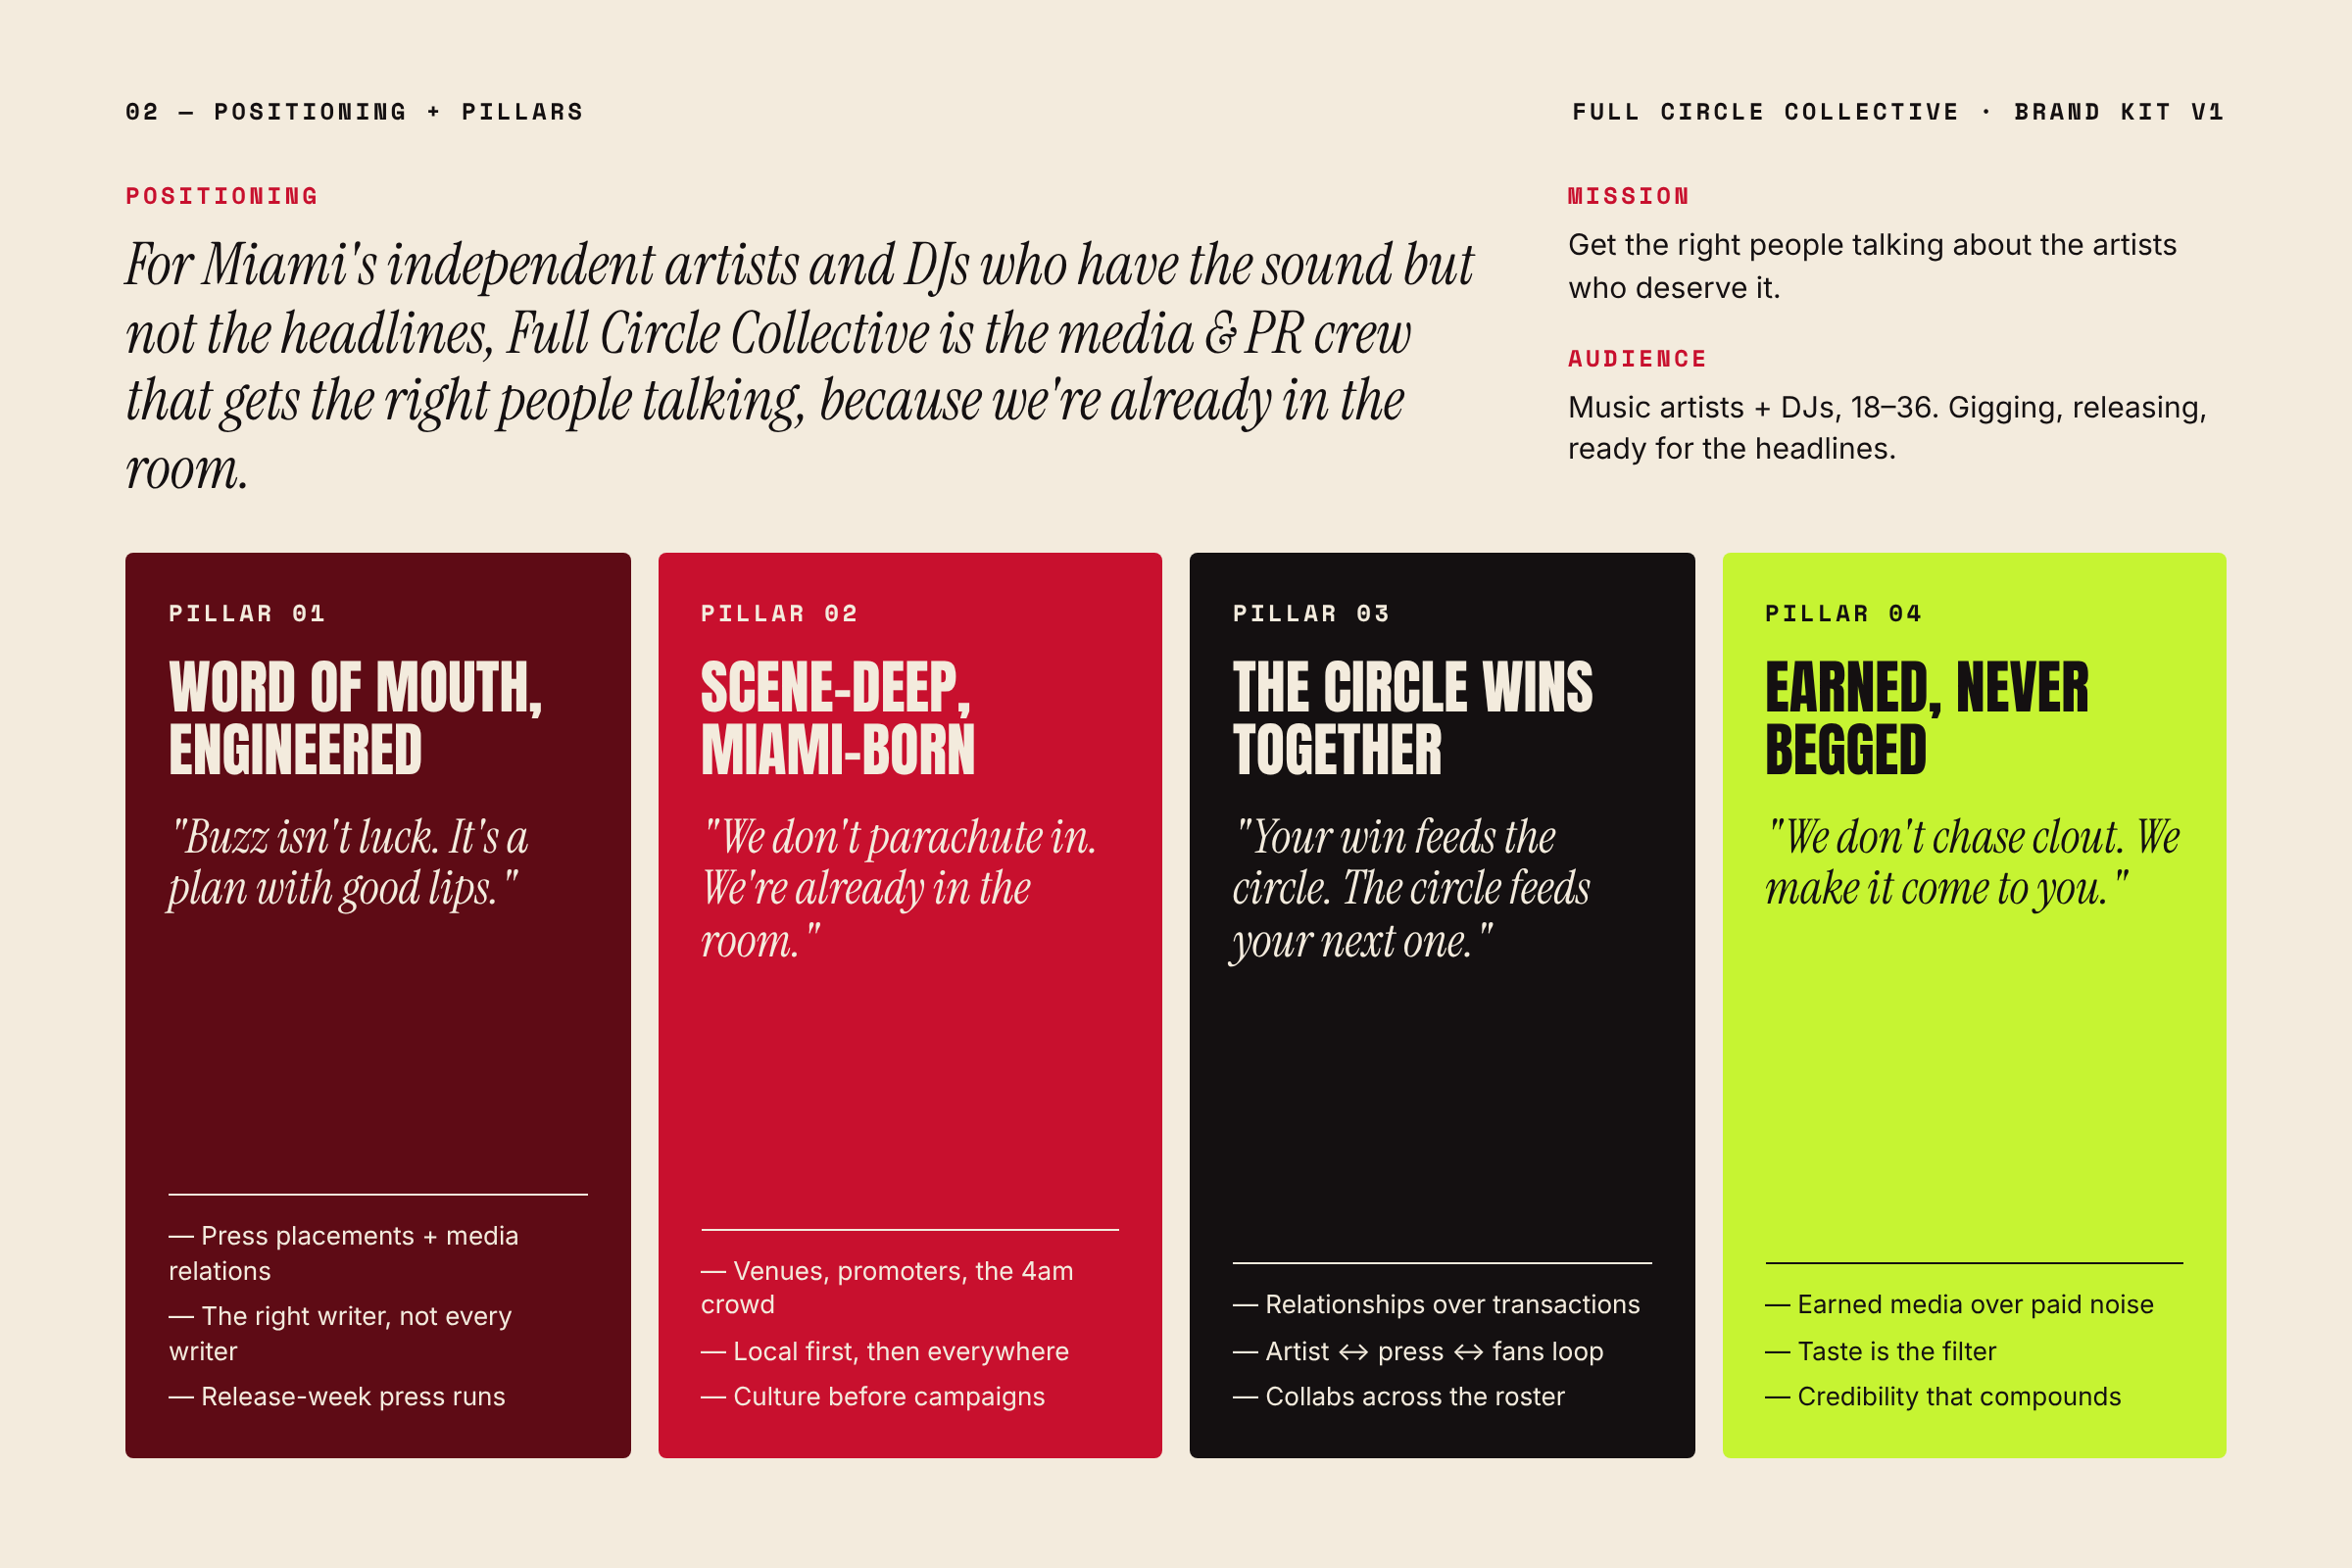 02 — POSITIONING + PILLARS
FULL CIRCLE COLLECTIVE · BRAND KIT V1
POSITIONING
For Miami's independent artists and DJs who have the sound but
not the headlines, Full Circle Collective is the media & PR crew
that gets the right people talking, because we're already in the
room.
MISSION
Get the right people talking about the artists
who deserve it.
AUDIENCE
Music artists + DJs, 18–36. Gigging, releasing,
ready for the headlines.
PILLAR 01
WORD OF MOUTH,
ENGINEERED
"Buzz isn't luck. It's a
plan with good lips."
— Press placements + media
relations
— The right writer, not every
writer
— Release-week press runs
PILLAR 02
SCENE-DEEP,
MIAMI-BORN
"We don't parachute in.
We're already in the
room."
— Venues, promoters, the 4am
crowd
— Local first, then everywhere
— Culture before campaigns
PILLAR 03
THE CIRCLE WINS
TOGETHER
"Your win feeds the
circle. The circle feeds
your next one."
— Relationships over transactions
— Artist ↔ press ↔ fans loop
— Collabs across the roster
PILLAR 04
EARNED, NEVER
BEGGED
"We don't chase clout. We
make it come to you."
— Earned media over paid noise
— Taste is the filter
— Credibility that compounds